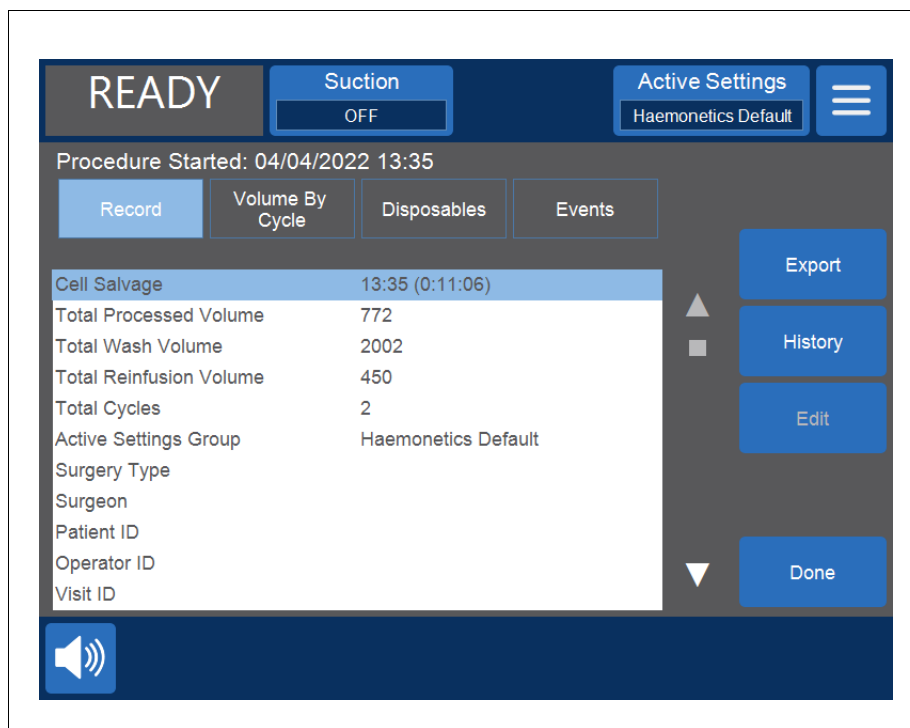 READY
Suction
OFF
Active Settings
Haemonetics Default
Procedure Started: 04/04/2022 13:35
Record
Volume By
Cycle
Disposables
Events
Cell Salvage 13:35 (0:11:06)
Total Processed Volume 772
Total Wash Volume 2002
Total Reinfusion Volume 450
Total Cycles 2
Active Settings Group Haemonetics Default
Surgery Type
Surgeon
Patient ID
Operator ID
Visit ID
Export
History
Edit
Done